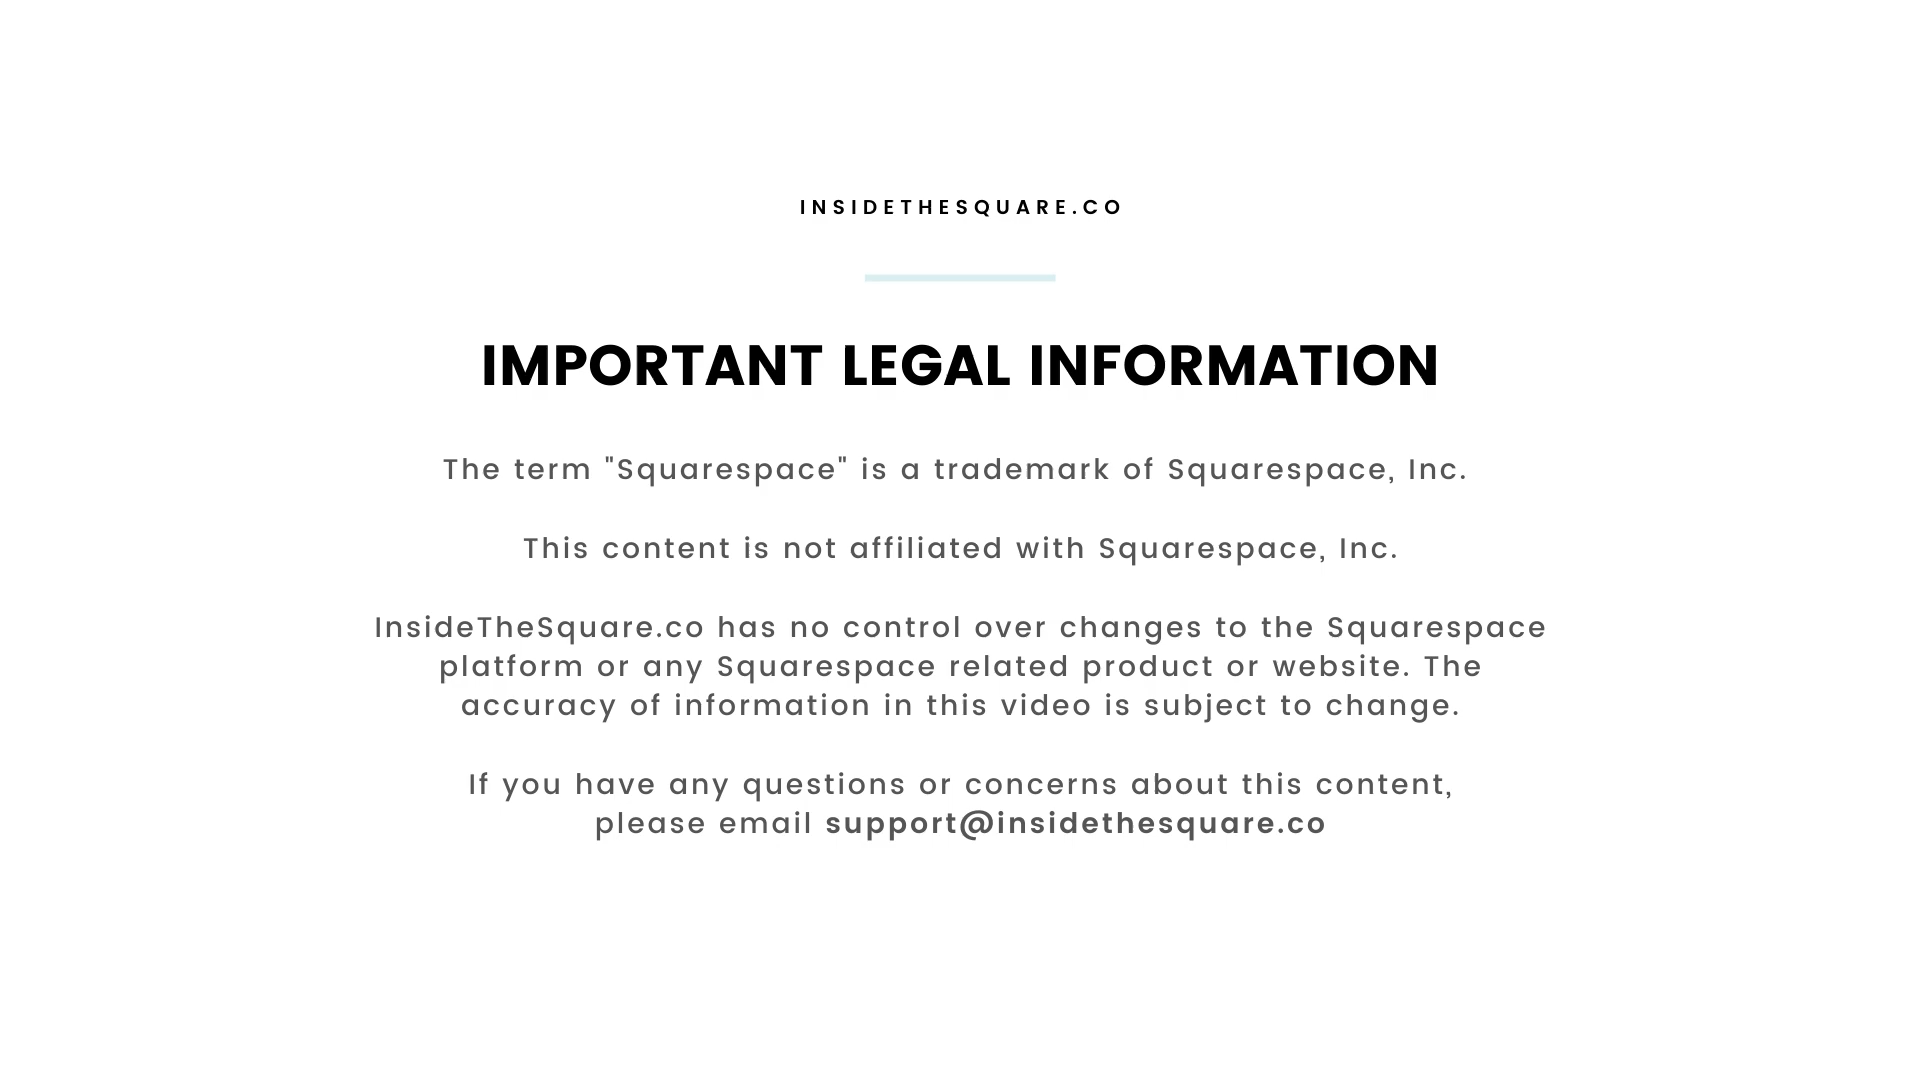 INSIDETHESQUARE.CO
IMPORTANT LEGAL INFORMATION
The term "Squarespace" is a trademark of Squarespace, Inc.
This content is not affiliated with Squarespace, Inc.
InsideTheSquare.co has no control over changes to the Squarespace
platform or any Squarespace related product or website. The
accuracy of information in this video is subject to change.
If you have any questions or concerns about this content,
please email support@insidethesquare.co